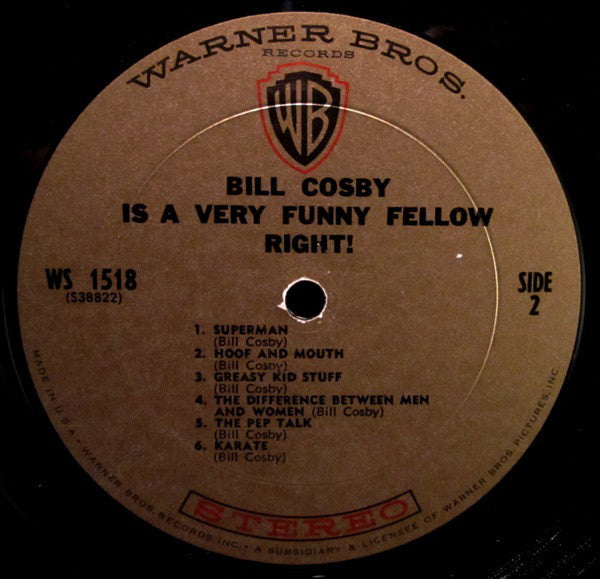 WARNER BROS.
RECORDS
WB
BILL COSBY
IS A VERY FUNNY FELLOW
RIGHT!
WS 1518
(S38822)
SIDE
2
1. SUPERMAN
(Bill Cosby)
2. HOOF AND MOUTH
(Bill Cosby)
3. GREASY KID STUFF
(Bill Cosby)
4. THE DIFFERENCE BETWEEN MEN
AND WOMEN (Bill Cosby)
5. THE PEP TALK
(Bill Cosby)
6. KARATE
(Bill Cosby)
STEREO
MADE IN U.S.A. • WARNER BROS. RECORDS, INC. • A SUBSIDIARY & LICENSEE OF WARNER BROS. PICTURES, INC.